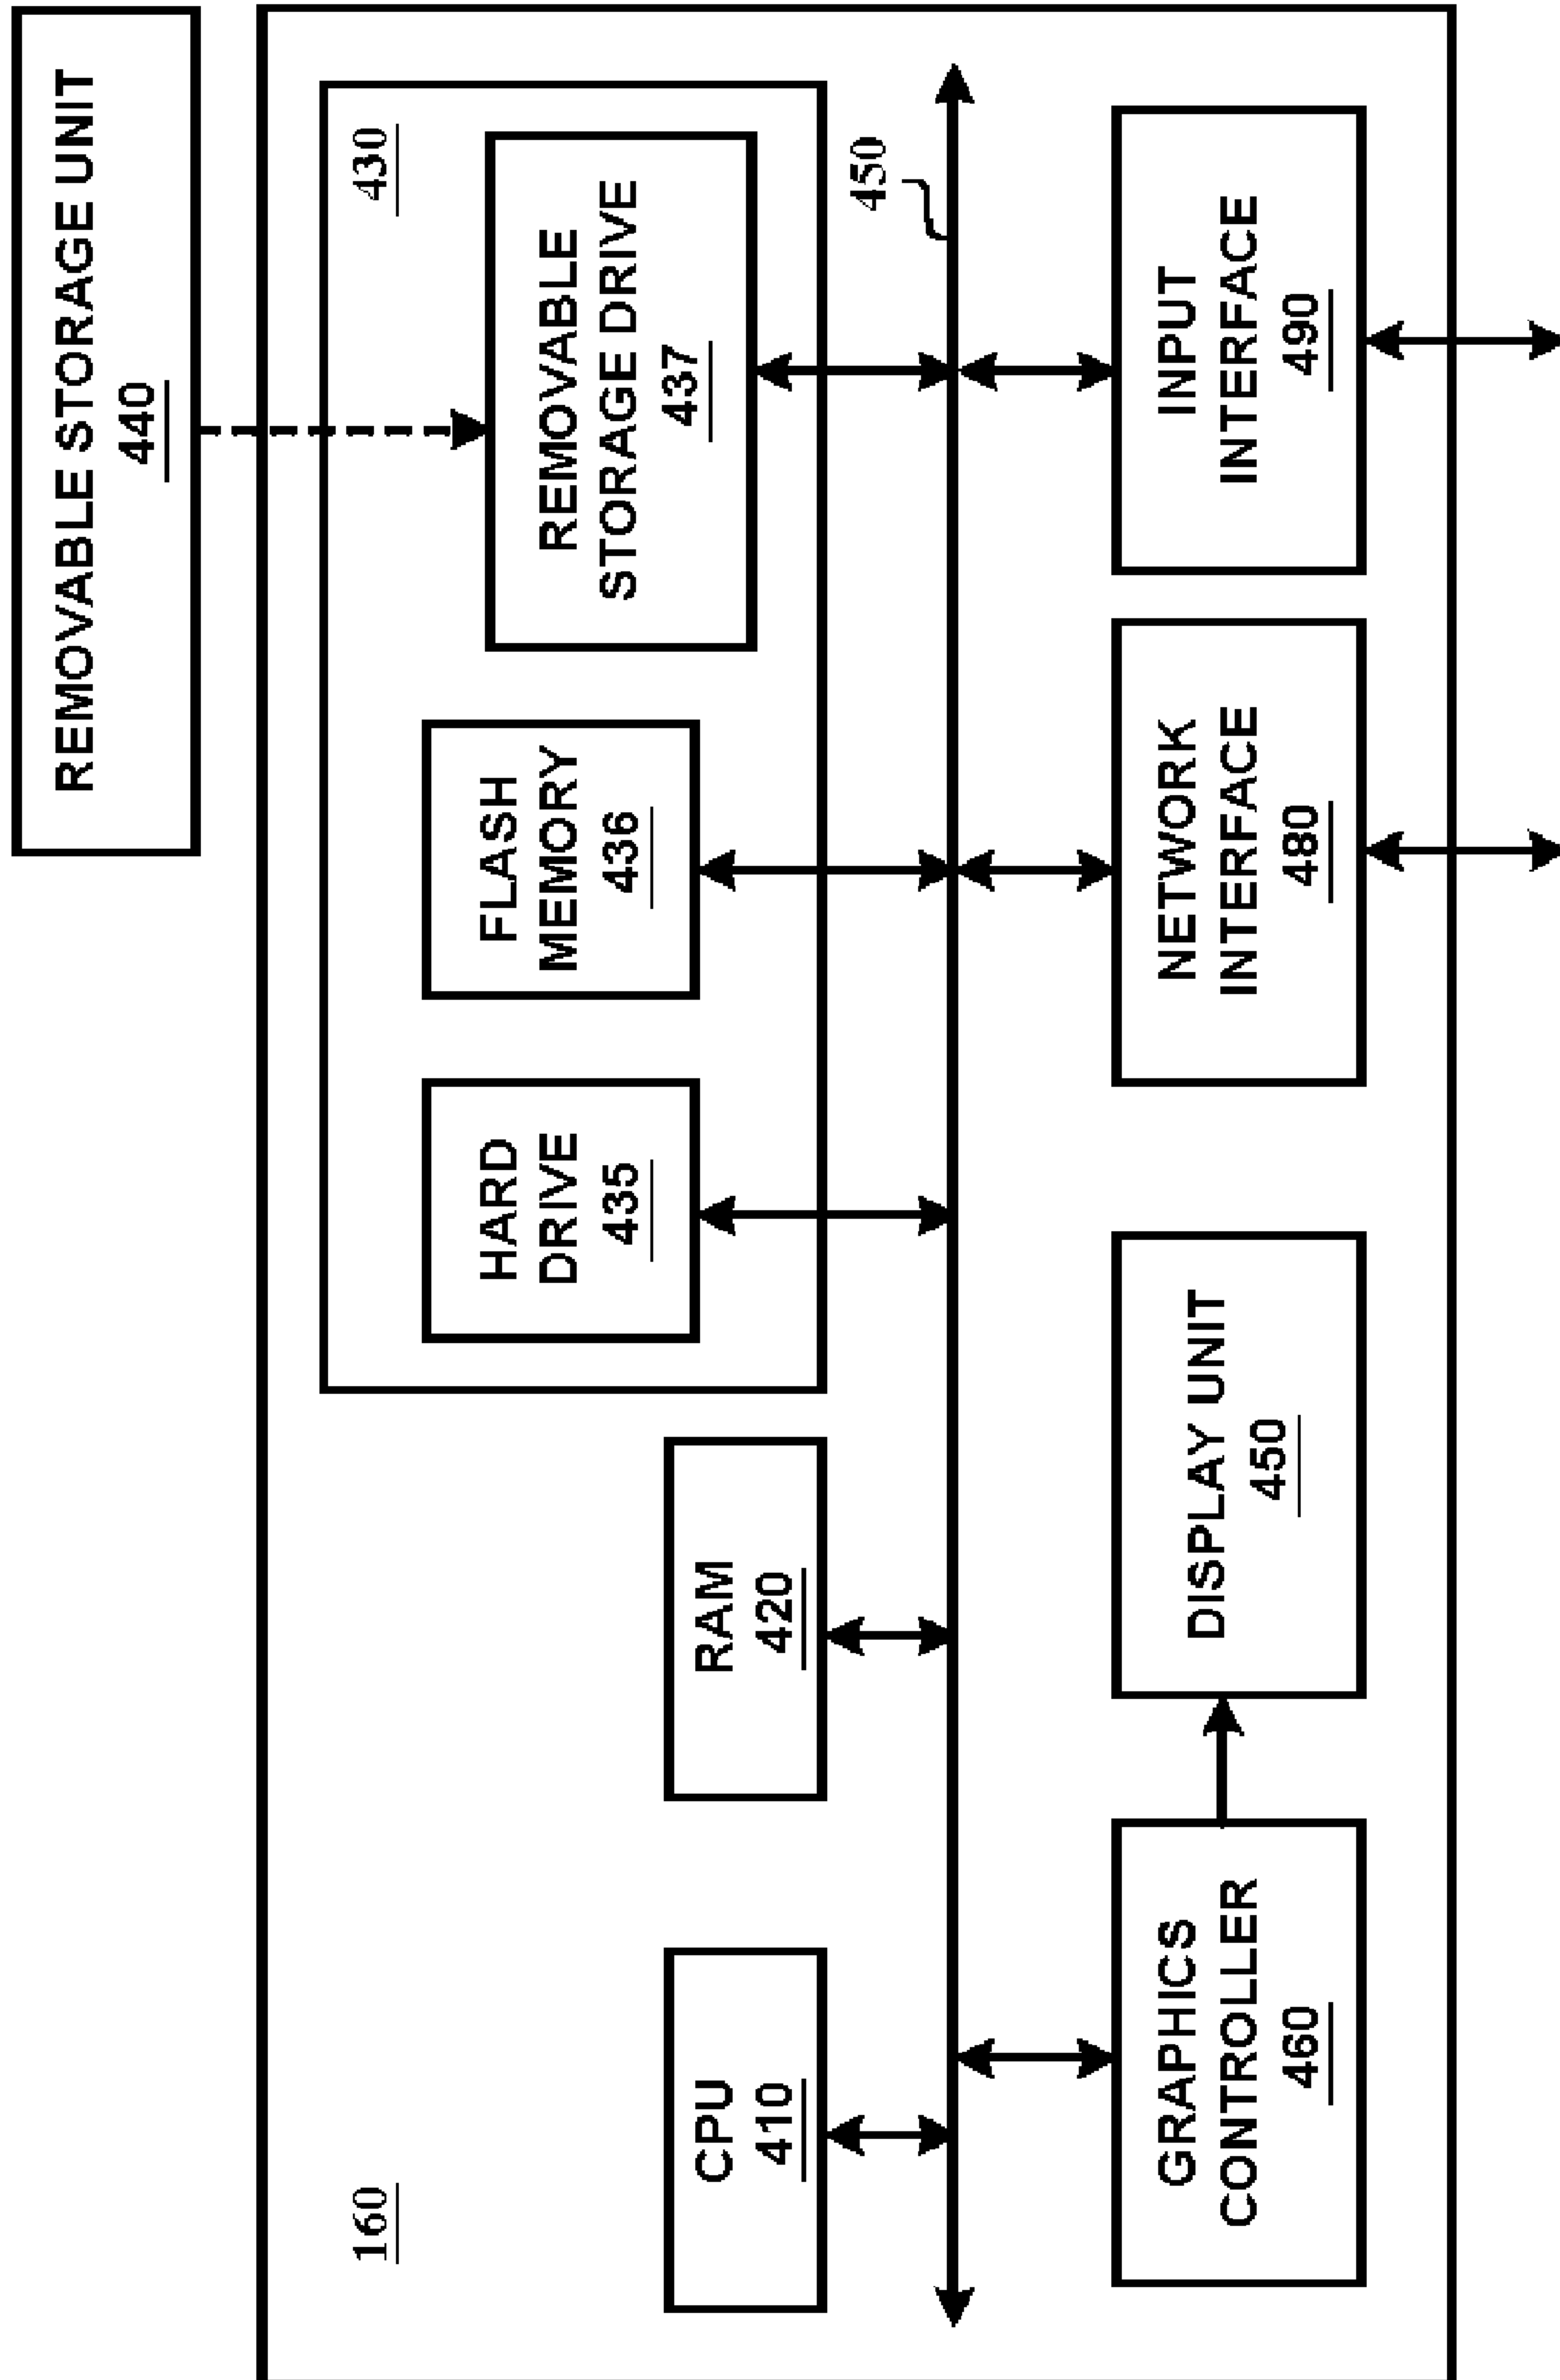 REMOVABLE STORAGE UNIT
440
160
430
CPU
410
RAM
420
HARD
DRIVE
435
FLASH
MEMORY
436
REMOVABLE
STORAGE DRIVE
437
450
GRAPHICS
CONTROLLER
460
DISPLAY UNIT
450
NETWORK
INTERFACE
480
INPUT
INTERFACE
490